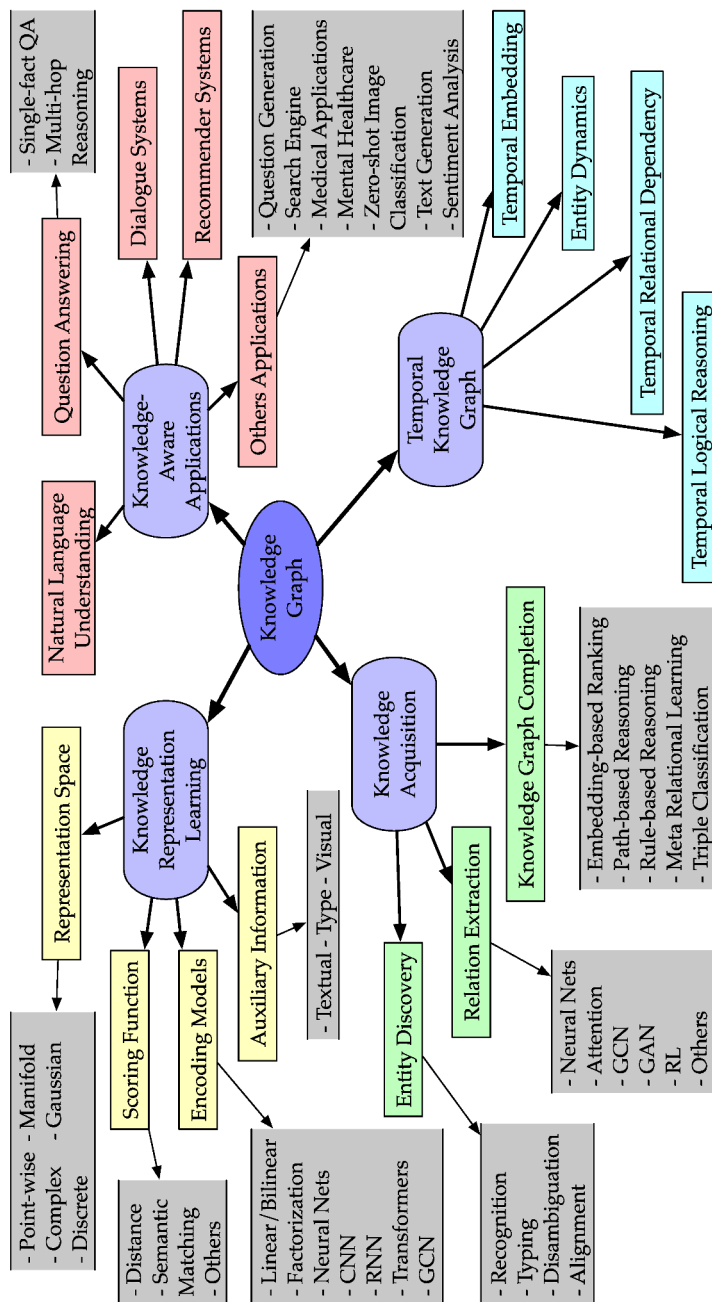 - Point-wise - Manifold
- Complex - Gaussian
- Discrete
Representation Space
Natural Language
Understanding
Question Answering
- Single-fact QA
- Multi-hop
Reasoning
- Distance
- Semantic
Matching
- Others
Scoring Function
Encoding Models
Knowledge
Representation
Learning
Knowledge-
Aware
Applications
Dialogue Systems
Recommender Systems
- Linear/Bilinear
- Factorization
- Neural Nets
- CNN
- RNN
- Transformers
- GCN
Auxiliary Information
- Textual - Type - Visual
Knowledge
Graph
Others Applications
- Question Generation
- Search Engine
- Medical Applications
- Mental Healthcare
- Zero-shot Image
Classification
- Text Generation
- Sentiment Analysis
Entity Discovery
Relation Extraction
Knowledge
Acquisition
Knowledge Graph Completion
Temporal
Knowledge
Graph
Temporal Embedding
Entity Dynamics
Temporal Relational Dependency
Temporal Logical Reasoning
- Recognition
- Typing
- Disambiguation
- Alignment
- Neural Nets
- Attention
- GCN
- GAN
- RL
- Others
- Embedding-based Ranking
- Path-based Reasoning
- Rule-based Reasoning
- Meta Relational Learning
- Triple Classification